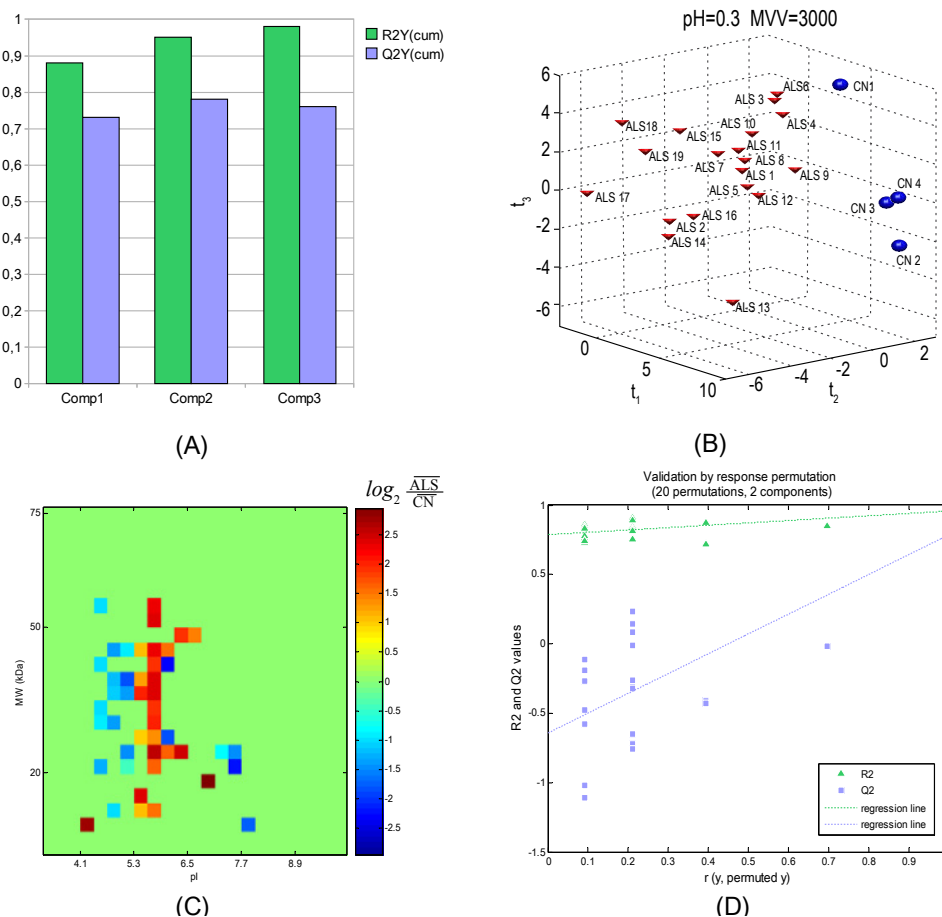 1
0,9
0,8
0,7
0,6
0,5
0,4
0,3
0,2
0,1
0
Comp1 Comp2 Comp3
R2Y(cum)
Q2Y(cum)
(A)
pH=0.3 MVV=3000
6
4
2
0
-2
-4
-6
t3
0 5 10
t1
-6 -4 -2 0 2
t2
ALS6
ALS 3
ALS 4
CN1
ALS18
ALS 15
ALS 10
ALS 11
ALS 19
ALS 7
ALS 8
ALS 1
ALS 9
ALS 17
ALS 5
ALS 12
CN 4
CN 3
ALS 16
ALS 2
ALS 14
CN 2
ALS 13
(B)
log2 ALS
CN
75
50
20
MW (kDa)
4.1 5.3 6.5 7.7 8.9
pI
2.5
2
1.5
1
0.5
0
-0.5
-1
-1.5
-2
-2.5
(C)
Validation by response permutation
(20 permutations, 2 components)
1
0.5
0
-0.5
-1
-1.5
R2 and Q2 values
0 0.1 0.2 0.3 0.4 0.5 0.6 0.7 0.8 0.9
r (y, permuted y)
R2
Q2
regression line
regression line
(D)